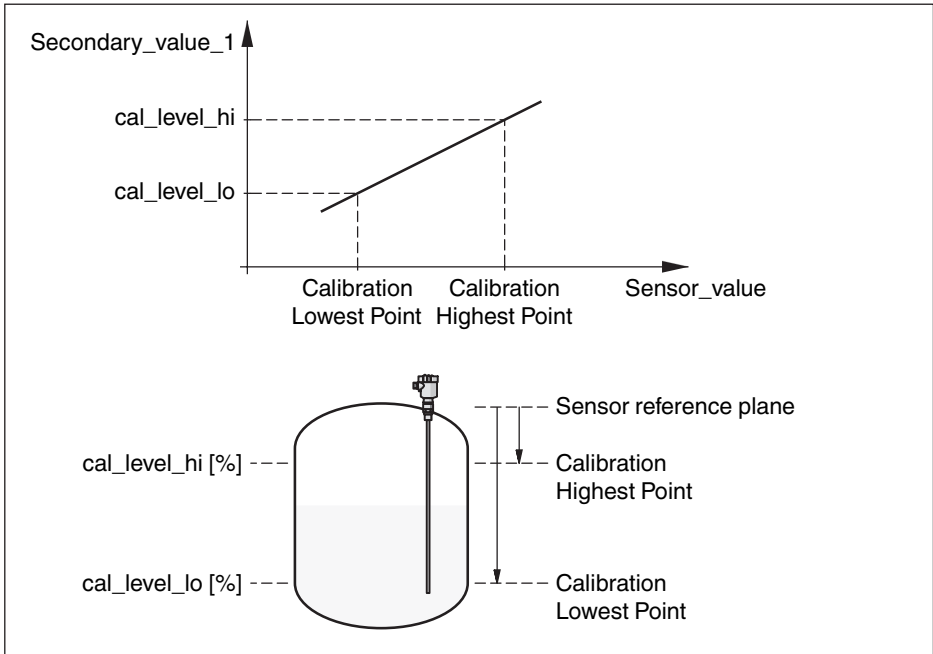 Secondary_value_1
cal_level_hi
cal_level_lo
Calibration
Lowest Point
Calibration
Highest Point
Sensor_value
Sensor reference plane
cal_level_hi [%]
Calibration
Highest Point
cal_level_lo [%]
Calibration
Lowest Point